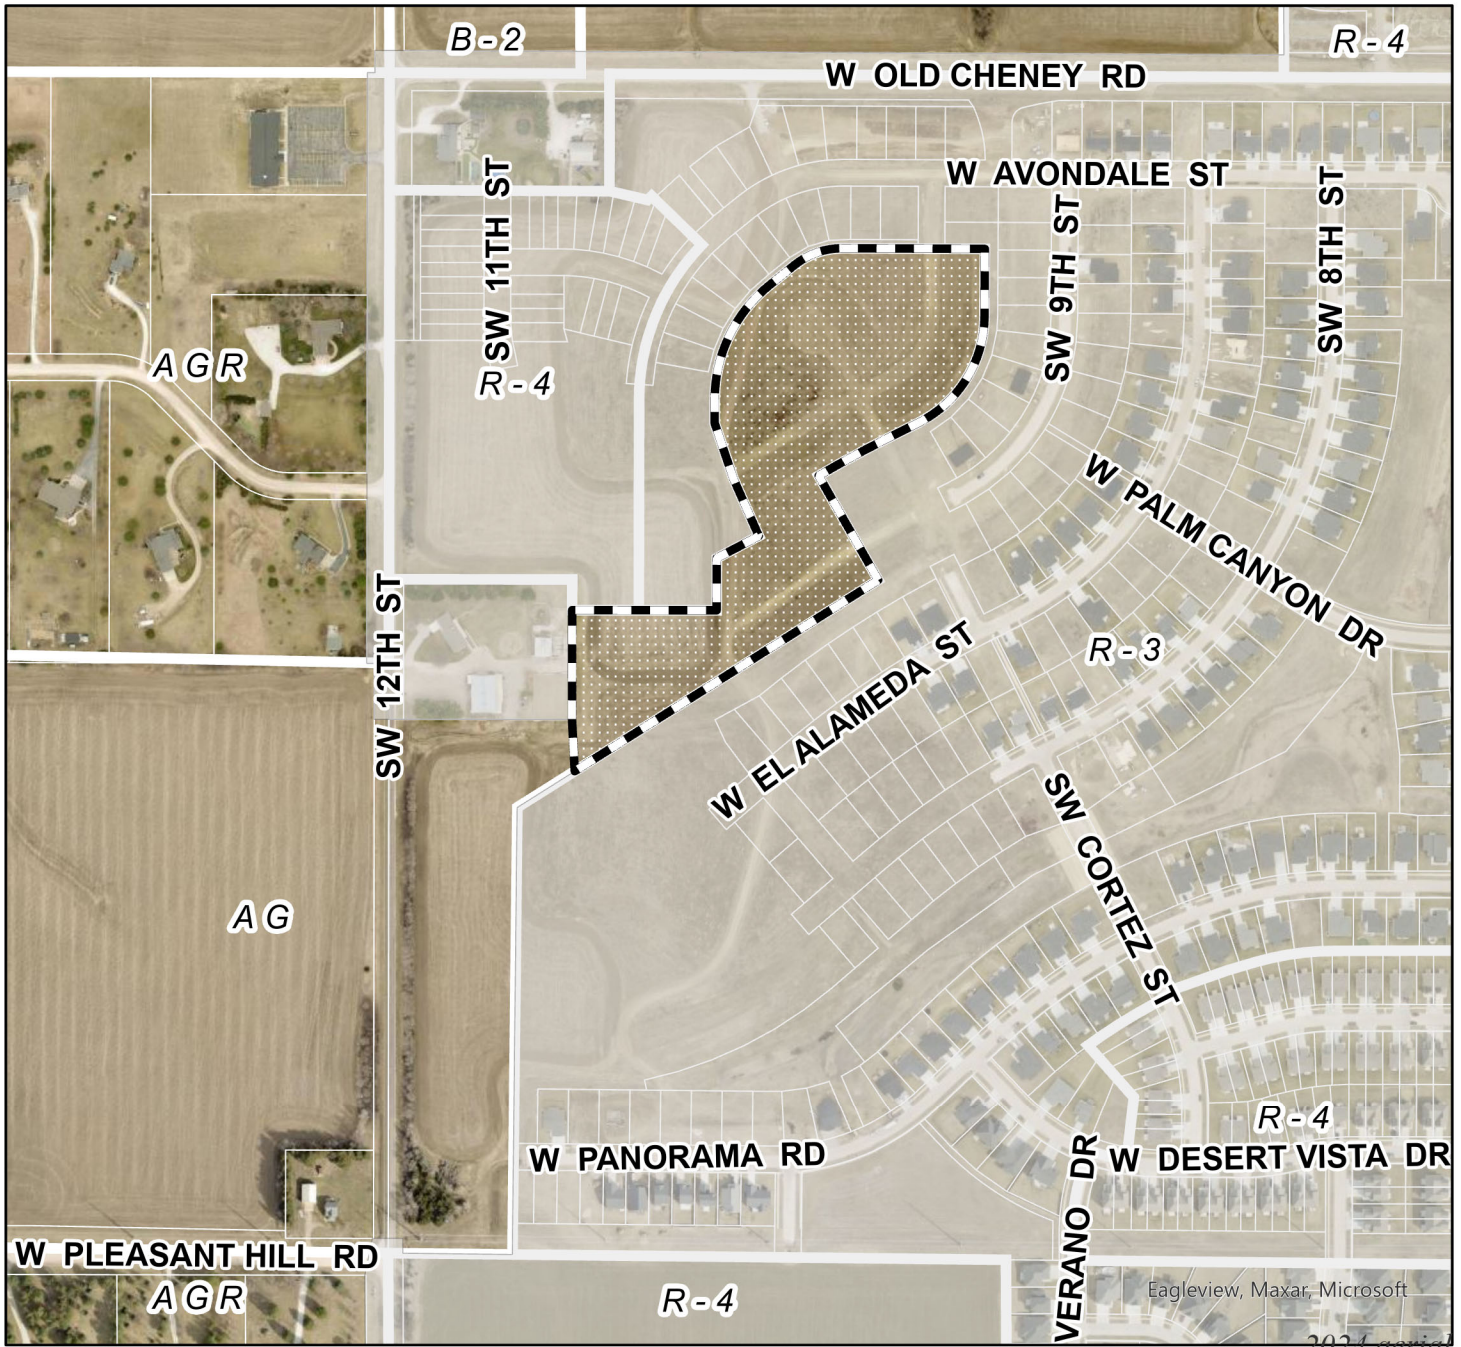 B - 2
R - 4
W OLD CHENEY RD
W AVONDALE ST
SW 11TH ST
SW 9TH ST
SW 8TH ST
A G R
R - 4
W PALM CANYON DR
SW 12TH ST
R - 3
W EL ALAMEDA ST
SW CORTEZ ST
A G
R - 4
W PANORAMA RD
W DESERT VISTA DR
VERANO DR
W PLEASANT HILL RD
A G R
R - 4
Eagleview, Maxar, Microsoft
2024 aerial